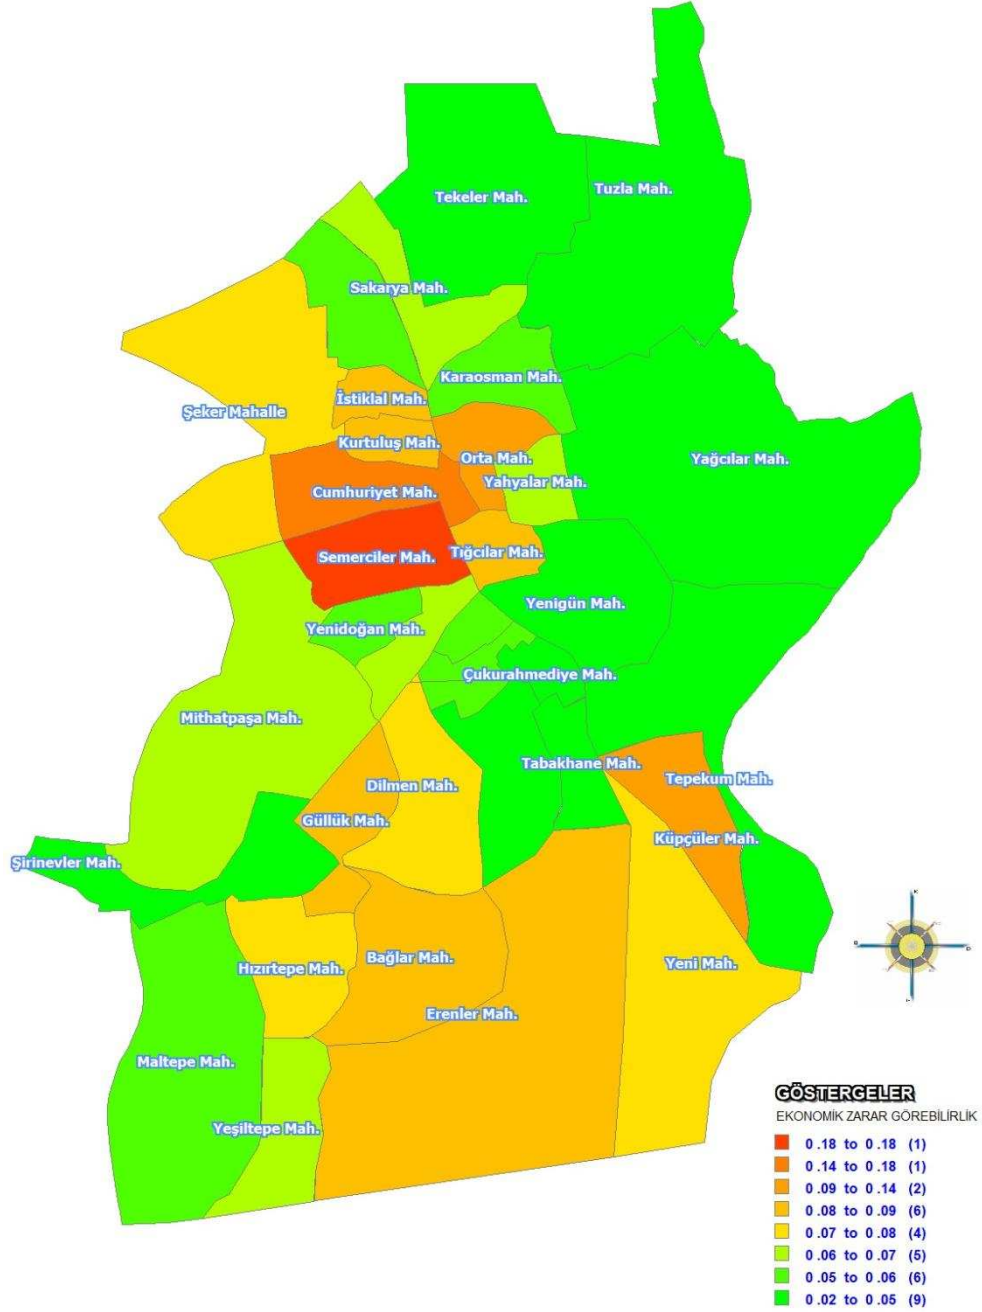 Tekeler Mah.
Tuzla Mah.
Sakarya Mah.
Karaosman Mah.
İstiklal Mah.
Şeker Mahalle
Kurtuluş Mah.
Orta Mah.
Yağcılar Mah.
Yahyalar Mah.
Cumhuriyet Mah.
Tığcılar Mah.
Semerciler Mah.
Yenigün Mah.
Yenidoğan Mah.
Çukurahmediye Mah.
Mithatpaşa Mah.
Tabakhane Mah.
Tepekum Mah.
Dilmen Mah.
Güllük Mah.
Küpçüler Mah.
Şirinevler Mah.
Bağlar Mah.
Yeni Mah.
Hızırtepe Mah.
Erenler Mah.
Maltepe Mah.
Yeşiltepe Mah.
GÖSTERGELER
EKONOMİK ZARAR GÖREBİLİRLİK
0.18 to 0.18 (1)
0.14 to 0.18 (1)
0.09 to 0.14 (2)
0.08 to 0.09 (6)
0.07 to 0.08 (4)
0.06 to 0.07 (5)
0.05 to 0.06 (6)
0.02 to 0.05 (9)